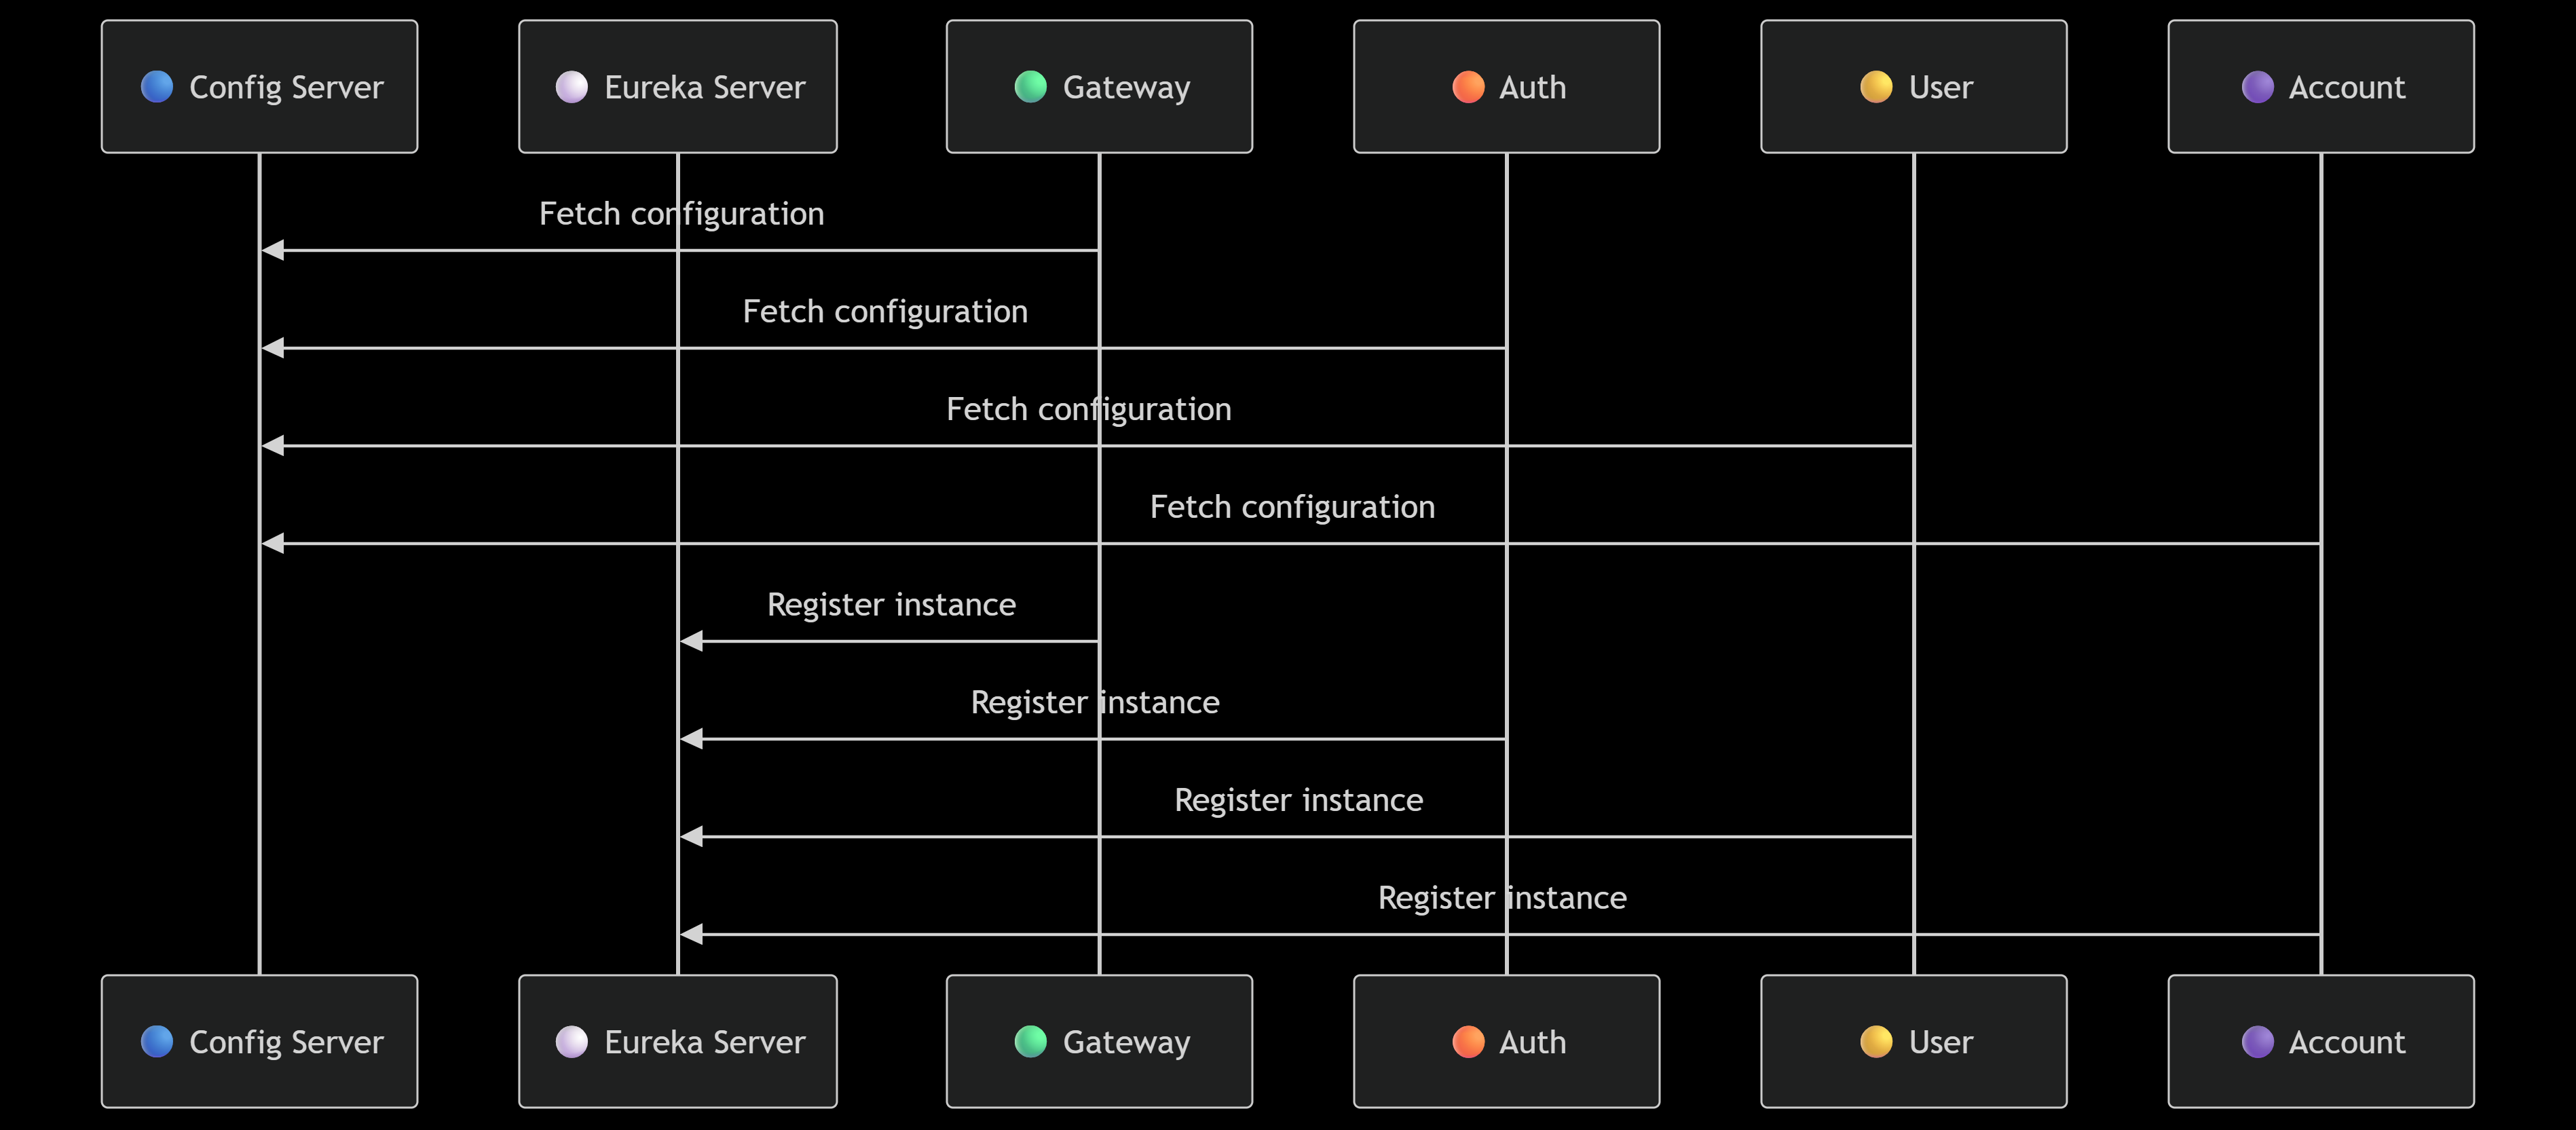 Config Server
Eureka Server
Gateway
Auth
User
Account
Fetch configuration
Fetch configuration
Fetch configuration
Fetch configuration
Register instance
Register instance
Register instance
Register instance
Config Server
Eureka Server
Gateway
Auth
User
Account